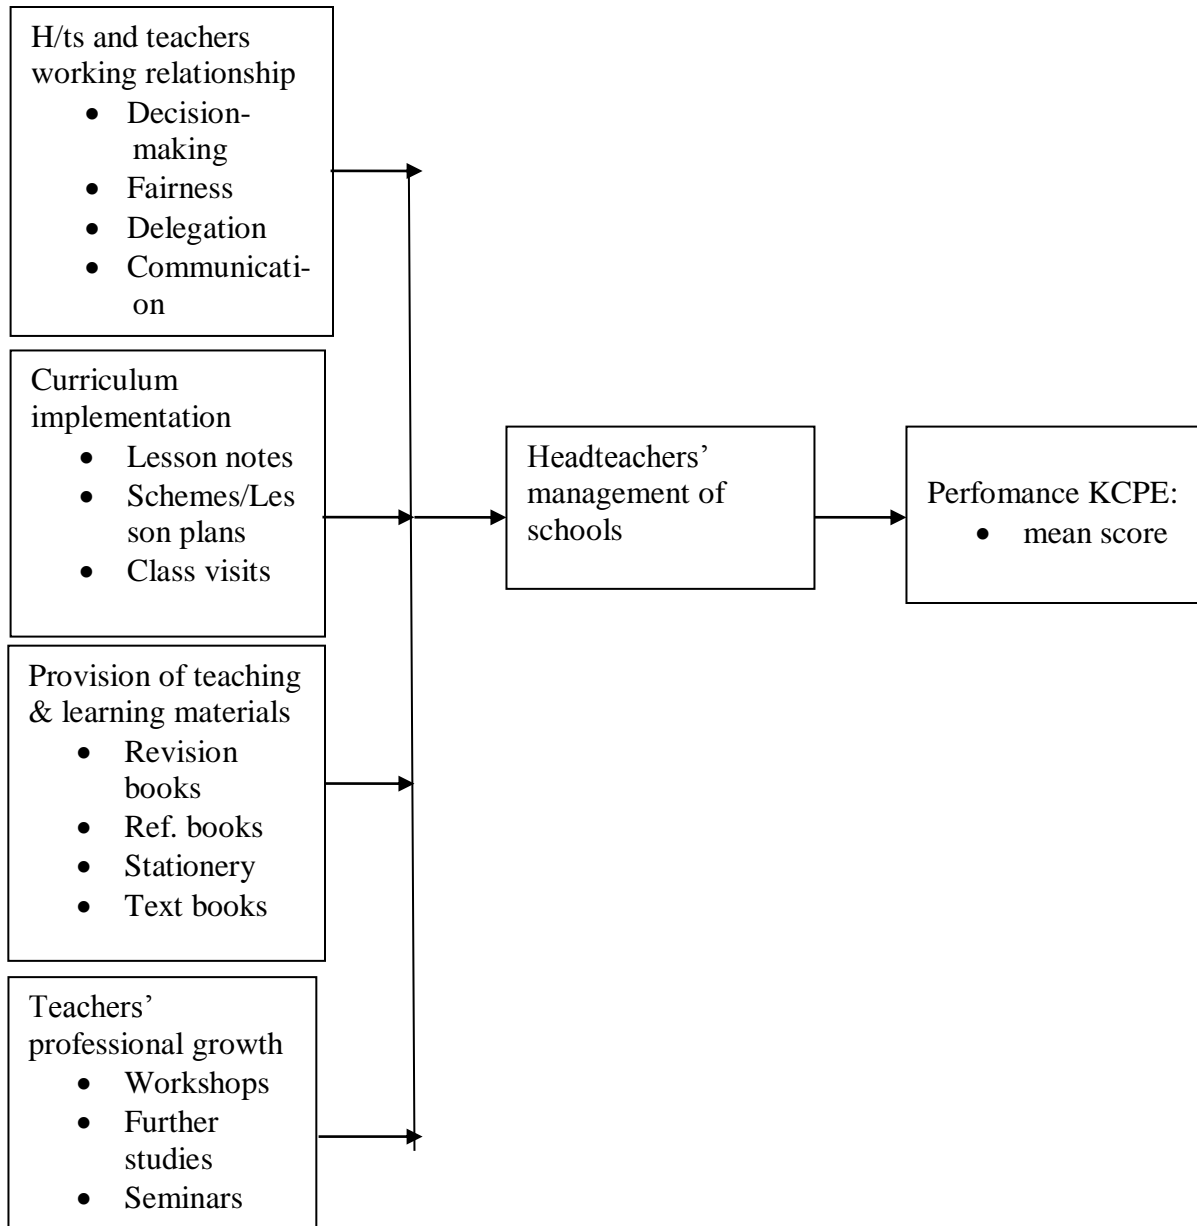 H/ts and teachers
working relationship
• Decision-
making
• Fairness
• Delegation
• Communicati-
on
Curriculum
implementation
• Lesson notes
• Schemes/Les
son plans
• Class visits
Provision of teaching
& learning materials
• Revision
books
• Ref. books
• Stationery
• Text books
Teachers’
professional growth
• Workshops
• Further
studies
• Seminars
Headteachers’
management of
schools
Perfomance KCPE:
• mean score